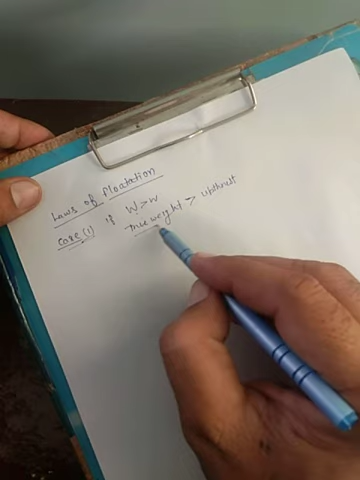 Laws of floatation
Case (1) if W > w
True weight > upthrust